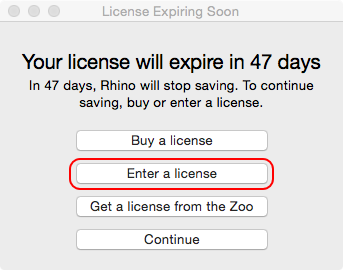 License Expiring Soon
Your license will expire in 47 days
In 47 days, Rhino will stop saving. To continue
saving, buy or enter a license.
Buy a license
Enter a license
Get a license from the Zoo
Continue